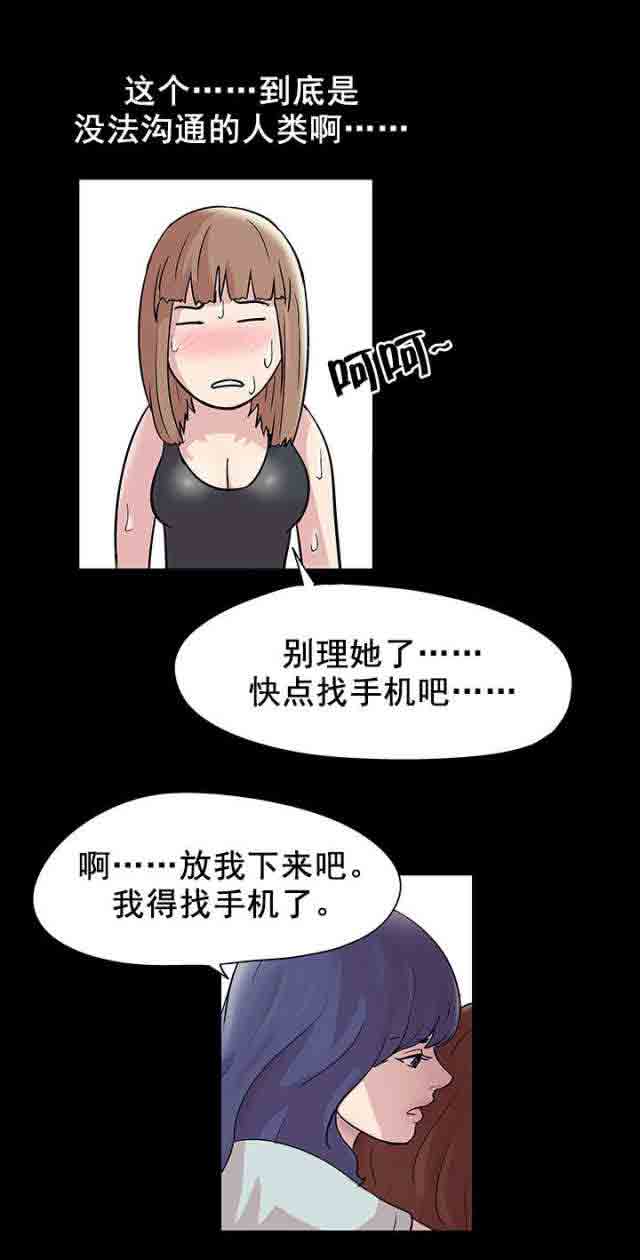 这个……到底是
没法沟通的人类啊……
呵呵~
别理她了……
快点找手机吧……
啊……放我下来吧。
我得找手机了。